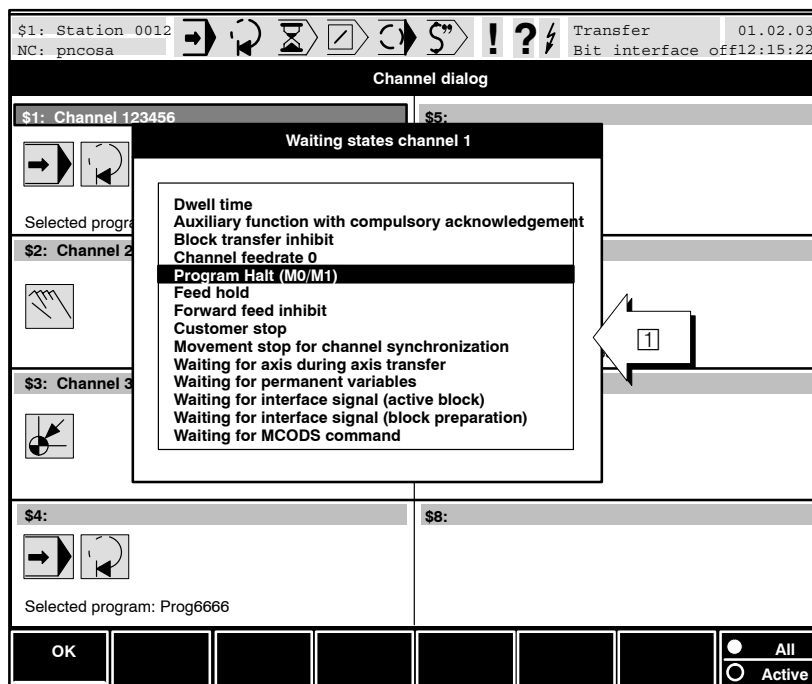 $1: Station 0012
NC: pncosa
! ?
Transfer 01.02.03
Bit interface off12:15:22
Channel dialog
$1: Channel 123456
$5:
Waiting states channel 1
Dwell time
Auxiliary function with compulsory acknowledgement
Block transfer inhibit
Channel feedrate 0
Program Halt (M0/M1)
Feed hold
Forward feed inhibit
Customer stop
Movement stop for channel synchronization
Waiting for axis during axis transfer
Waiting for permanent variables
Waiting for interface signal (active block)
Waiting for interface signal (block preparation)
Waiting for MCODS command
1
Selected progra
$2: Channel 2
$3: Channel 3
$4:
$8:
Selected program: Prog6666
OK
All
Active